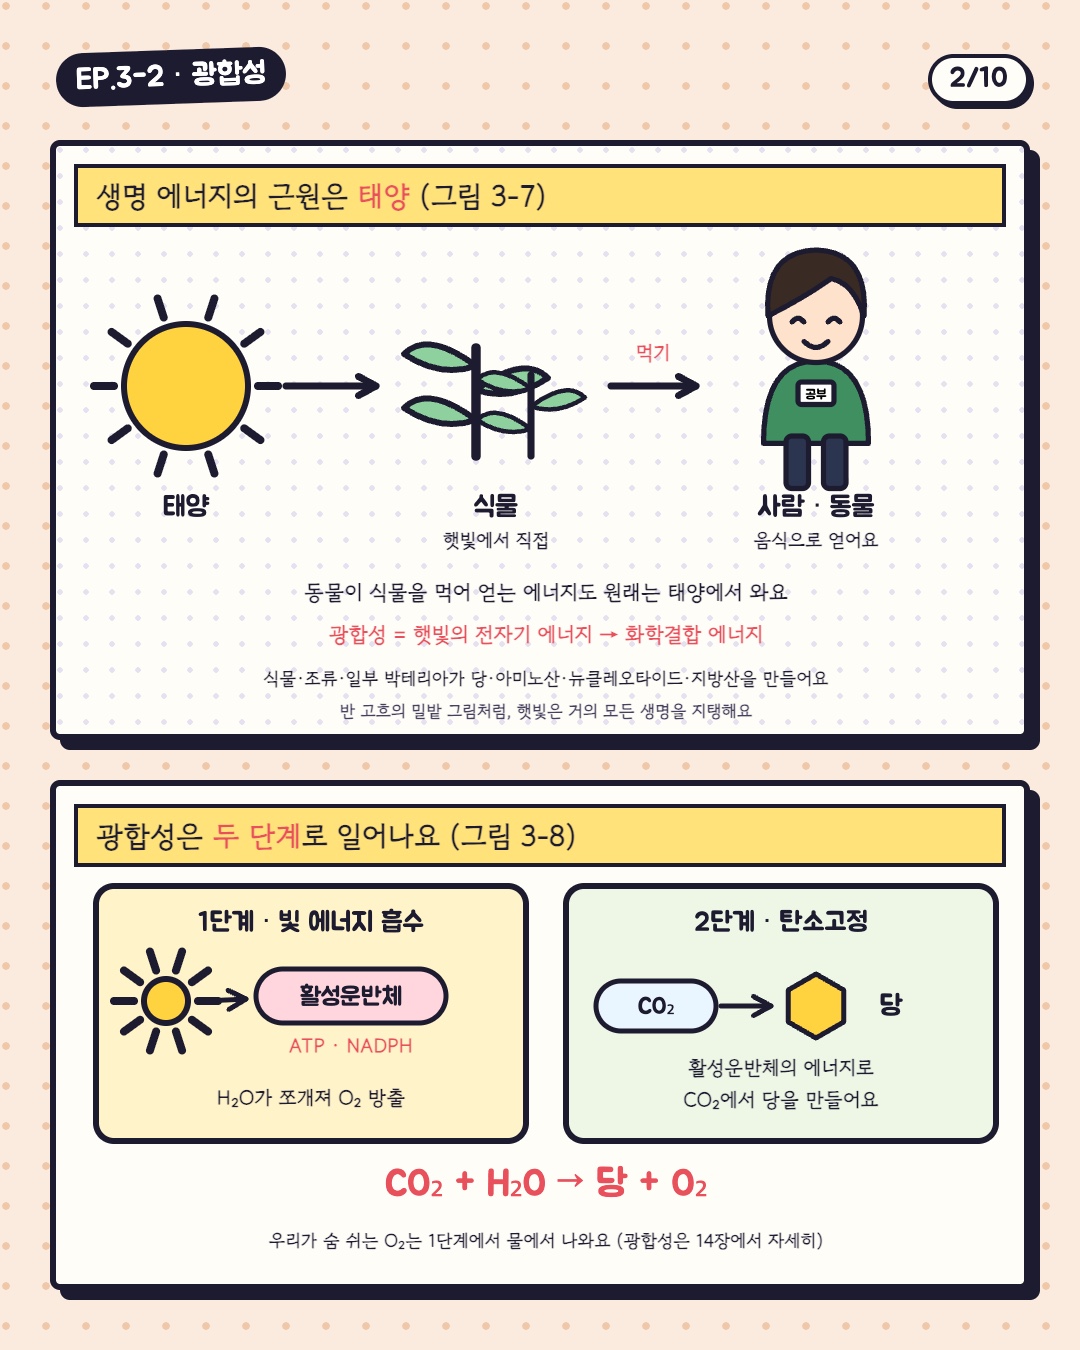 EP.3-2 · 광합성
2/10
생명 에너지의 근원은 태양 (그림 3-7)
먹기
공부
태양
식물
사람 · 동물
햇빛에서 직접
음식으로 얻어요
동물이 식물을 먹어 얻는 에너지도 원래는 태양에서 와요
광합성 = 햇빛의 전자기 에너지 → 화학결합 에너지
식물·조류·일부 박테리아가 당·아미노산·뉴클레오타이드·지방산을 만들어요
반 고흐의 밀밭 그림처럼, 햇빛은 거의 모든 생명을 지탱해요
광합성은 두 단계로 일어나요 (그림 3-8)
1단계 · 빛 에너지 흡수
활성운반체
ATP · NADPH
H₂O가 쪼개져 O₂ 방출
2단계 · 탄소고정
CO₂
당
활성운반체의 에너지로
CO₂에서 당을 만들어요
CO₂ + H₂O → 당 + O₂
우리가 숨 쉬는 O₂는 1단계에서 물에서 나와요 (광합성은 14장에서 자세히)